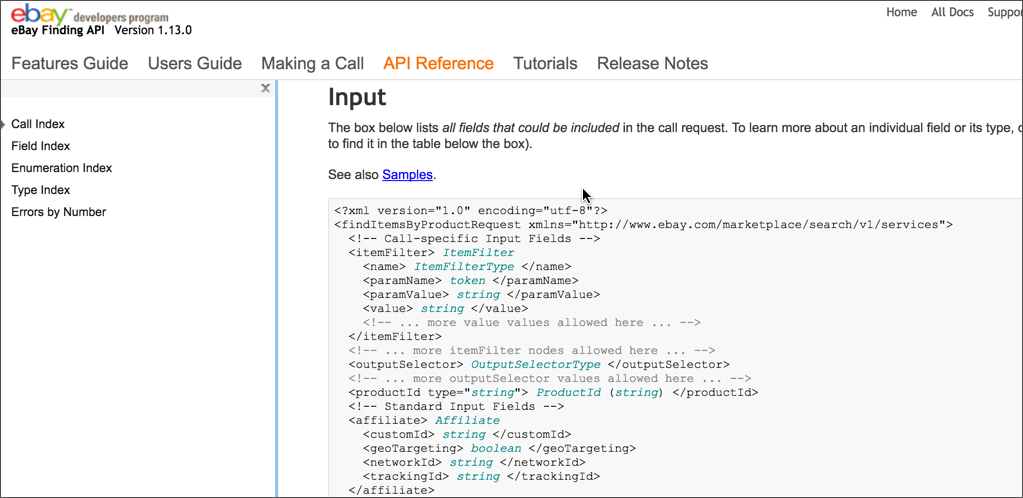 ebay developers program
Home All Docs Suppor
eBay Finding API Version 1.13.0
Features Guide Users Guide Making a Call API Reference Tutorials Release Notes
x
Call Index
Field Index
Enumeration Index
Type Index
Errors by Number
Input
The box below lists all fields that could be included in the call request. To learn more about an individual field or its type,
to find it in the table below the box).
See also Samples.
<?xml version="1.0" encoding="utf-8"?>
<findItemsByProductRequest xmlns="http://www.ebay.com/marketplace/search/v1/services">
<!-- Call-specific Input Fields -->
<itemFilter> ItemFilter
<name> ItemFilterType </name>
<paramName> token </paramName>
<paramValue> string </paramValue>
<value> string </value>
<!-- ... more value values allowed here ... -->
</itemFilter>
<!-- ... more itemFilter nodes allowed here ... -->
<outputSelector> OutputSelectorType </outputSelector>
<!-- ... more outputSelector values allowed here ... -->
<productId type="string"> ProductId (string) </productId>
<!-- Standard Input Fields -->
<affiliate> Affiliate
<customId> string </customId>
<geoTargeting> boolean </geoTargeting>
<networkId> string </networkId>
<trackingId> string </trackingId>
</affiliate>